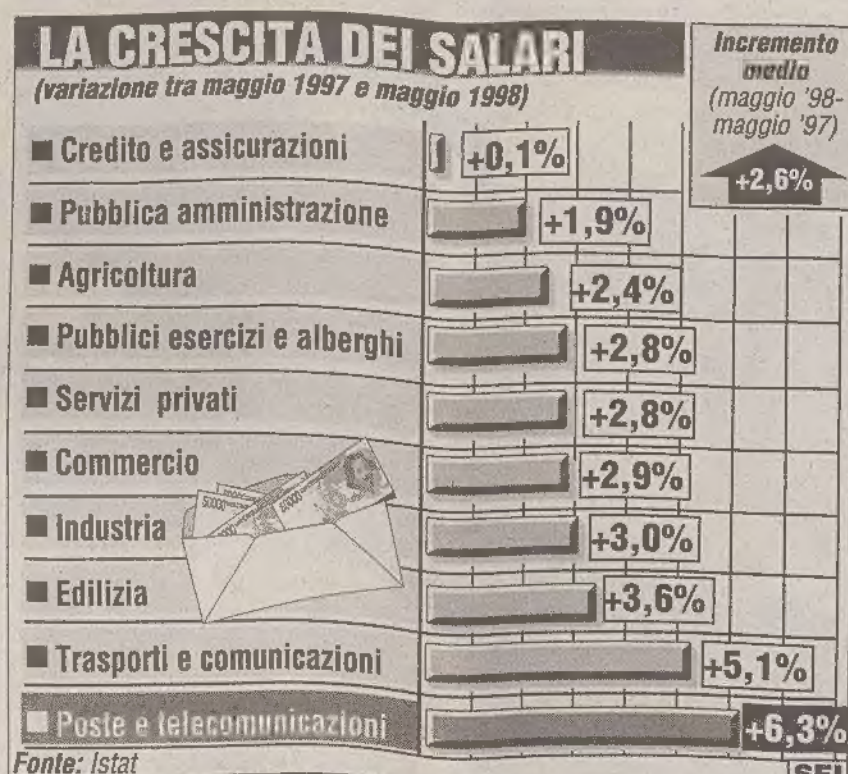 LA CRESCITA DEI SALARI
(variazione tra maggio 1997 e maggio 1998)
Incremento
medio
(maggio '98-
maggio '97)
+2,6%
Credito e assicurazioni +0,1%
Pubblica amministrazione +1,9%
Agricoltura +2,4%
Pubblici esercizi e alberghi +2,8%
Servizi privati +2,8%
Commercio +2,9%
Industria +3,0%
Edilizia +3,6%
Trasporti e comunicazioni +5,1%
Poste e telecomunicazioni +6,3%
Fonte: Istat
50000
50000